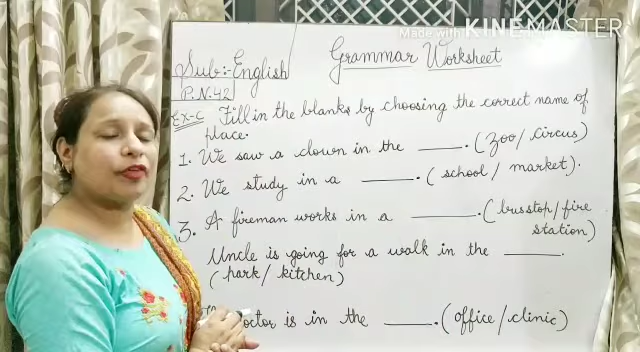 Made with KINEMASTER
Sub:- English
Grammar Worksheet
P.N.42
Ex-C Fill in the blanks by choosing the correct name of
place.
1. We saw a clown in the ____. (zoo/circus)
2. We study in a ____. (school/market).
3. A fireman works in a ____. (busstop/fire
station)
Uncle is going for a walk in the ____.
(park/kitchen)
is in the ____. (office/clinic)